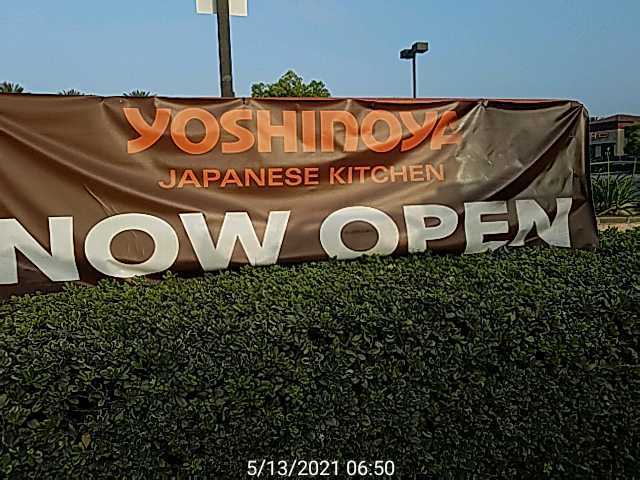 YOSHINOYA
JAPANESE KITCHEN
NOW OPEN
5/13/2021 06:50